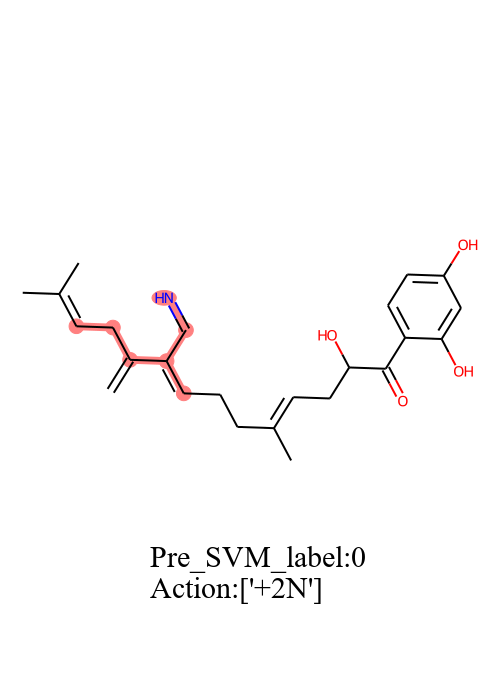 OH
HN
HO
OH
O
Pre_SVM_label:0
Action:['+2N']